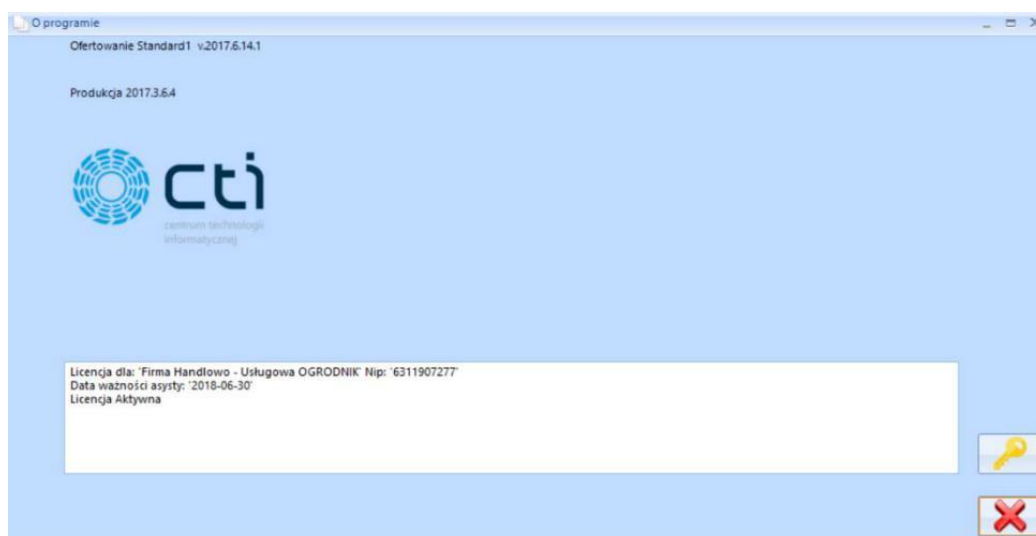 O programie
Ofertowanie Standard1 v.2017.6.14.1
Produkcja 2017.3.6.4
cti
centrum technologii
informatycznej
Licencja dla: 'Firma Handlowo - Usługowa OGRODNIK' Nip: '6311907277'
Data ważności asysty: '2018-06-30'
Licencja Aktywna